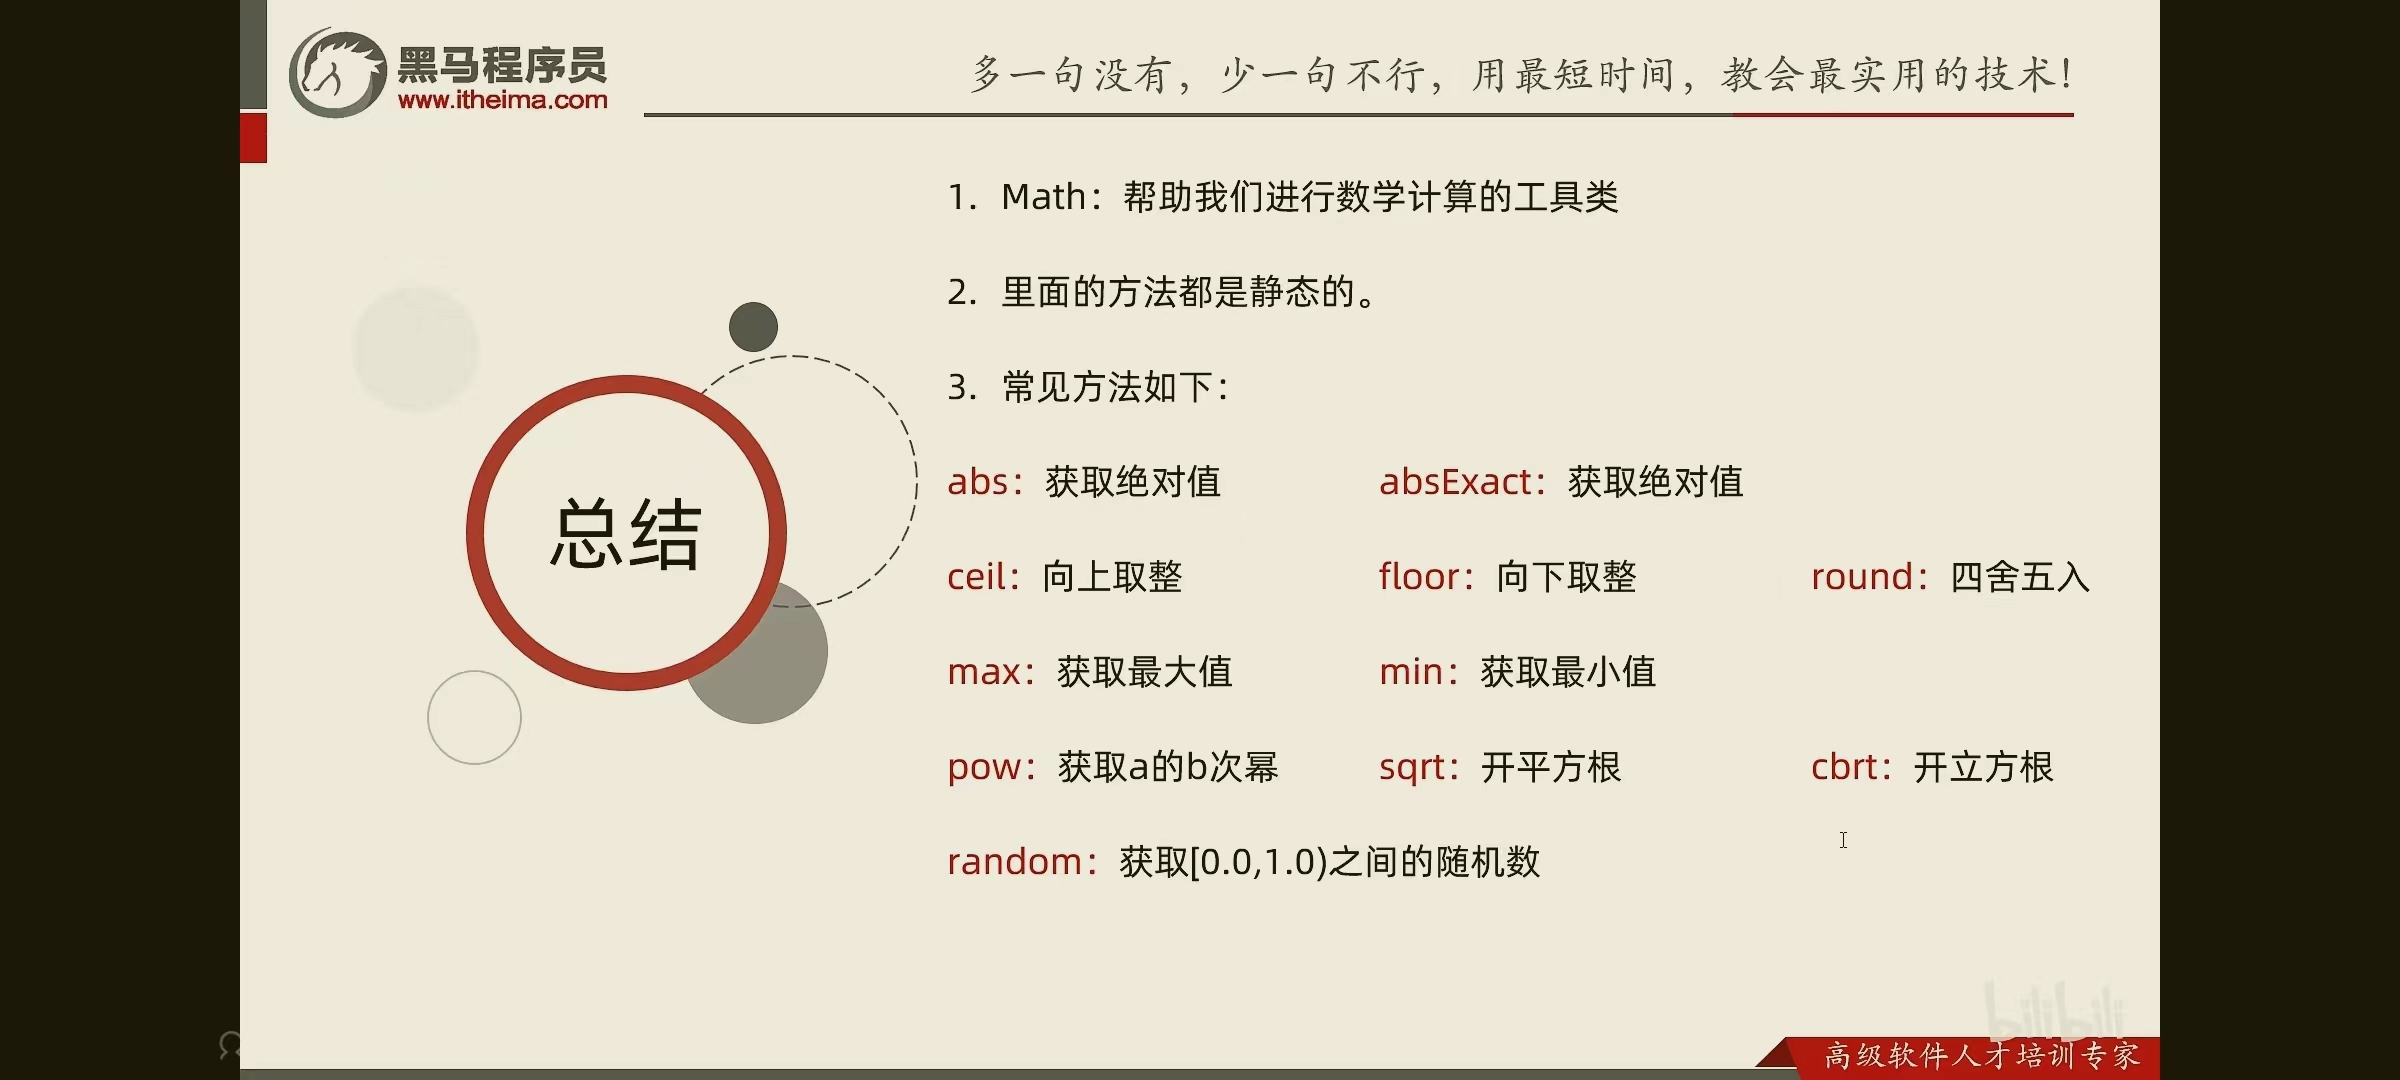 黑马程序员
www.itheima.com
多一句没有，少一句不行，用最短时间，教会最实用的技术！
1. Math：帮助我们进行数学计算的工具类
2. 里面的方法都是静态的。
3. 常见方法如下：
abs：获取绝对值 absExact：获取绝对值
ceil：向上取整 floor：向下取整 round：四舍五入
max：获取最大值 min：获取最小值
pow：获取a的b次幂 sqrt：开平方根 cbrt：开立方根
random：获取[0.0,1.0)之间的随机数
总结
bilibili
高级软件人才培训专家